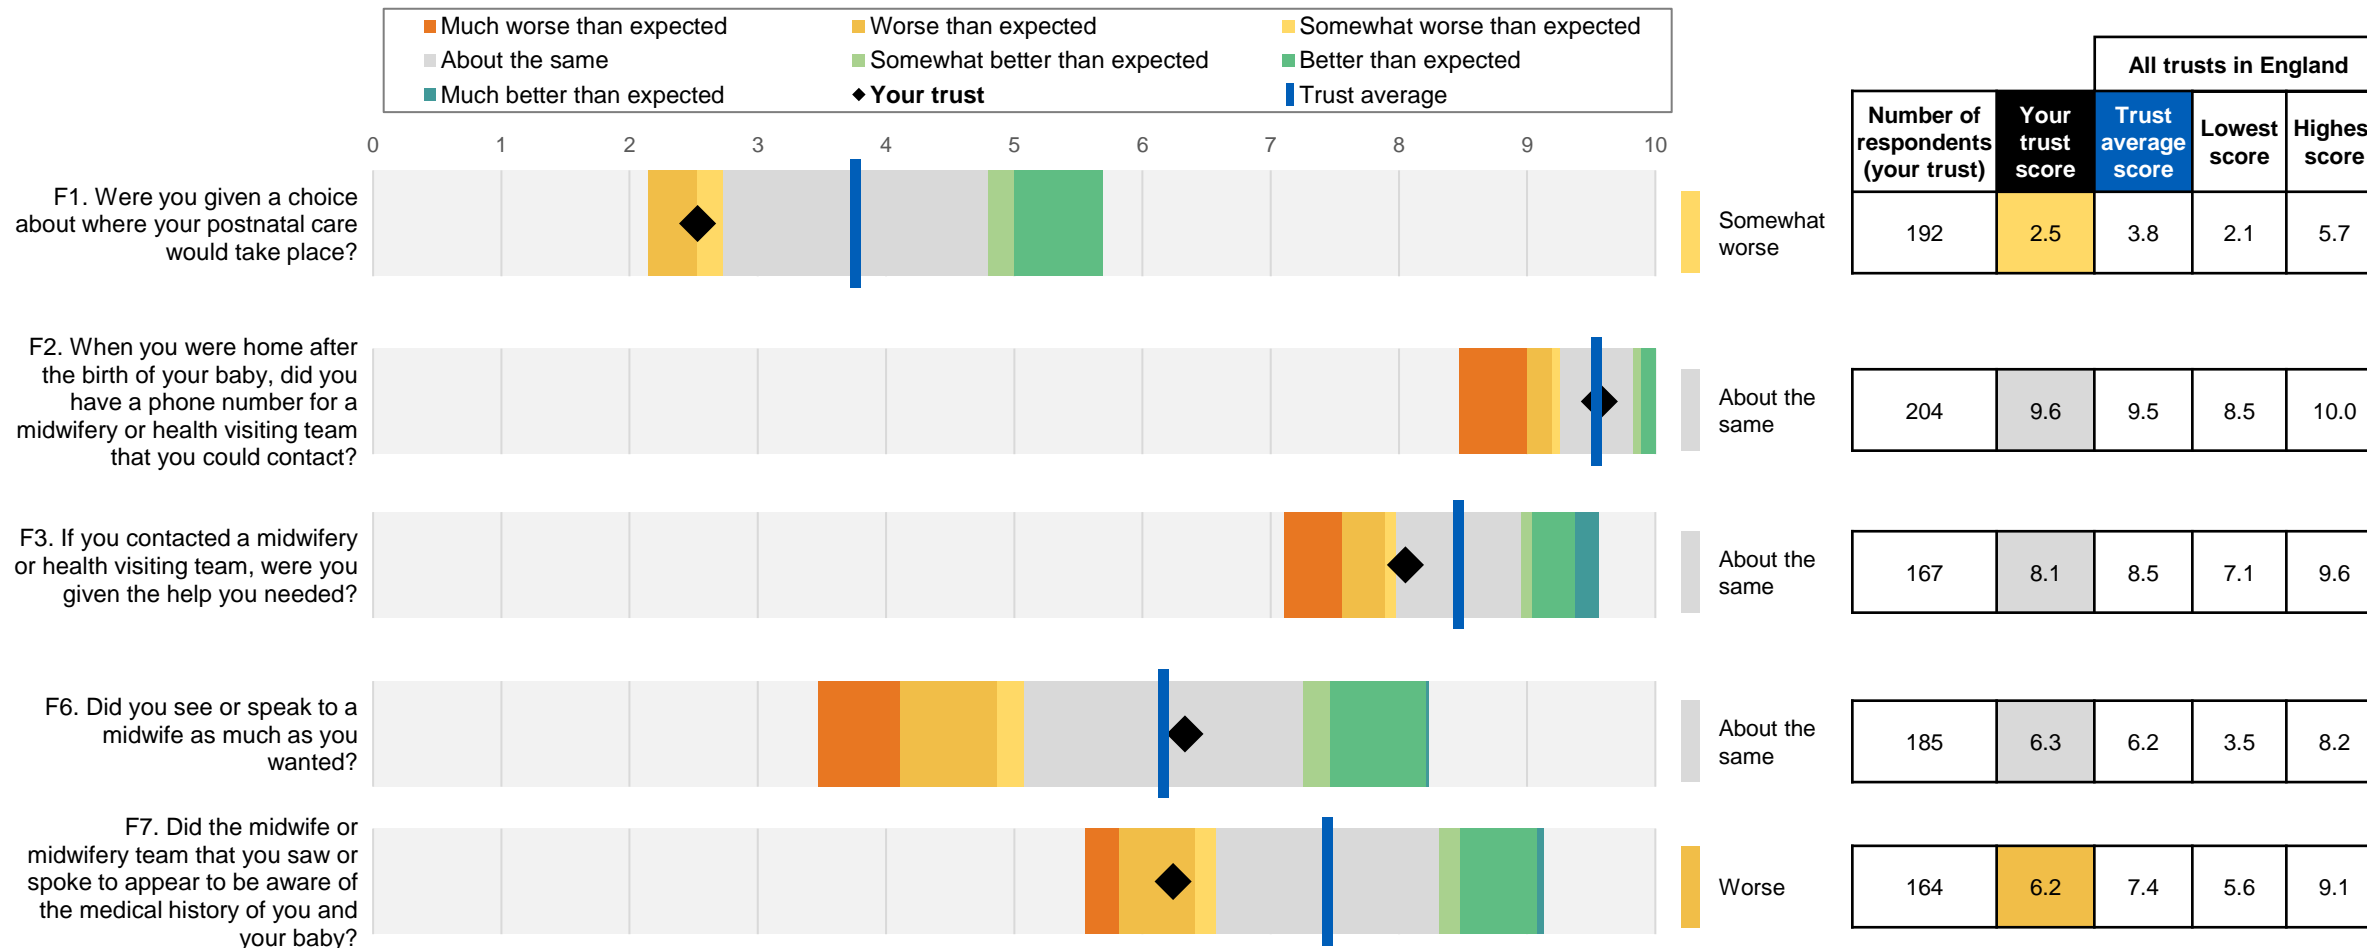 Much worse than expected
Worse than expected
Somewhat worse than expected
About the same
Somewhat better than expected
Better than expected
Much better than expected
Your trust
Trust average
All trusts in England
Number of
respondents
(your trust)
Your
trust
score
Trust
average
score
Lowest
score
Highes
score
0 1 2 3 4 5 6 7 8 9 10
F1. Were you given a choice
about where your postnatal care
would take place?
Somewhat
worse
192 2.5 3.8 2.1 5.7
F2. When you were home after
the birth of your baby, did you
have a phone number for a
midwifery or health visiting team
that you could contact?
About the
same
204 9.6 9.5 8.5 10.0
F3. If you contacted a midwifery
or health visiting team, were you
given the help you needed?
About the
same
167 8.1 8.5 7.1 9.6
F6. Did you see or speak to a
midwife as much as you
wanted?
About the
same
185 6.3 6.2 3.5 8.2
F7. Did the midwife or
midwifery team that you saw or
spoke to appear to be aware of
the medical history of you and
your baby?
Worse
164 6.2 7.4 5.6 9.1